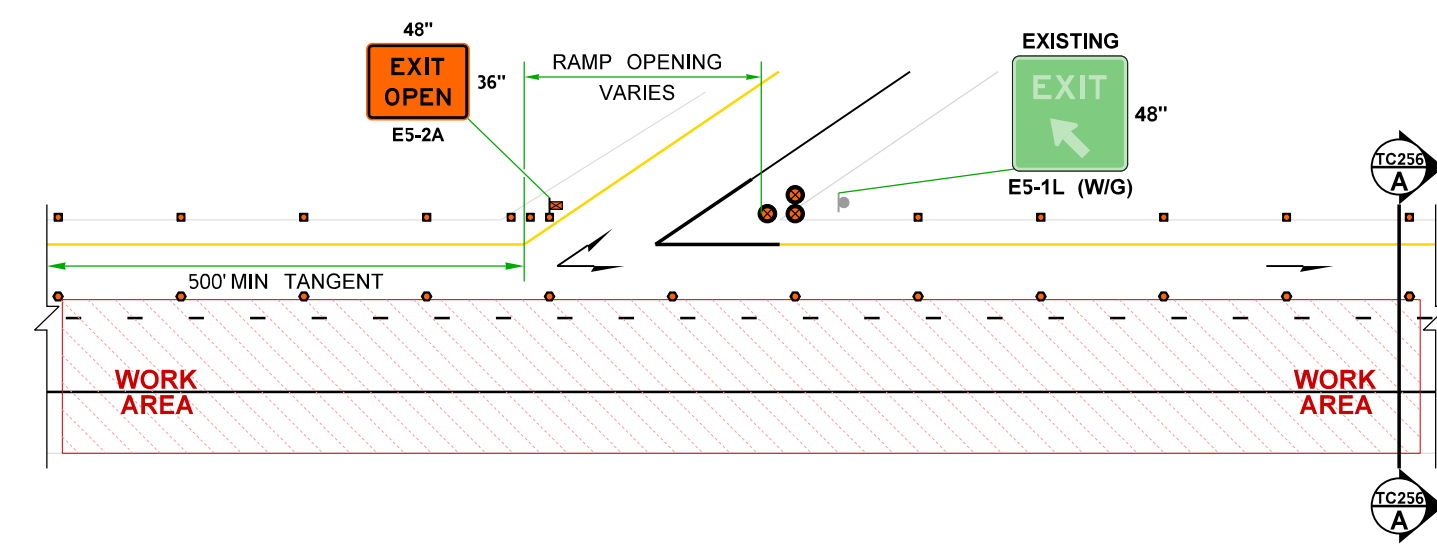 48"
EXIT
OPEN
36"
E5-2A
RAMP OPENING
VARIES
EXISTING
EXIT
48"
E5-1L (W/G)
TC256
A
500' MIN TANGENT
WORK
AREA
WORK
AREA
TC256
A